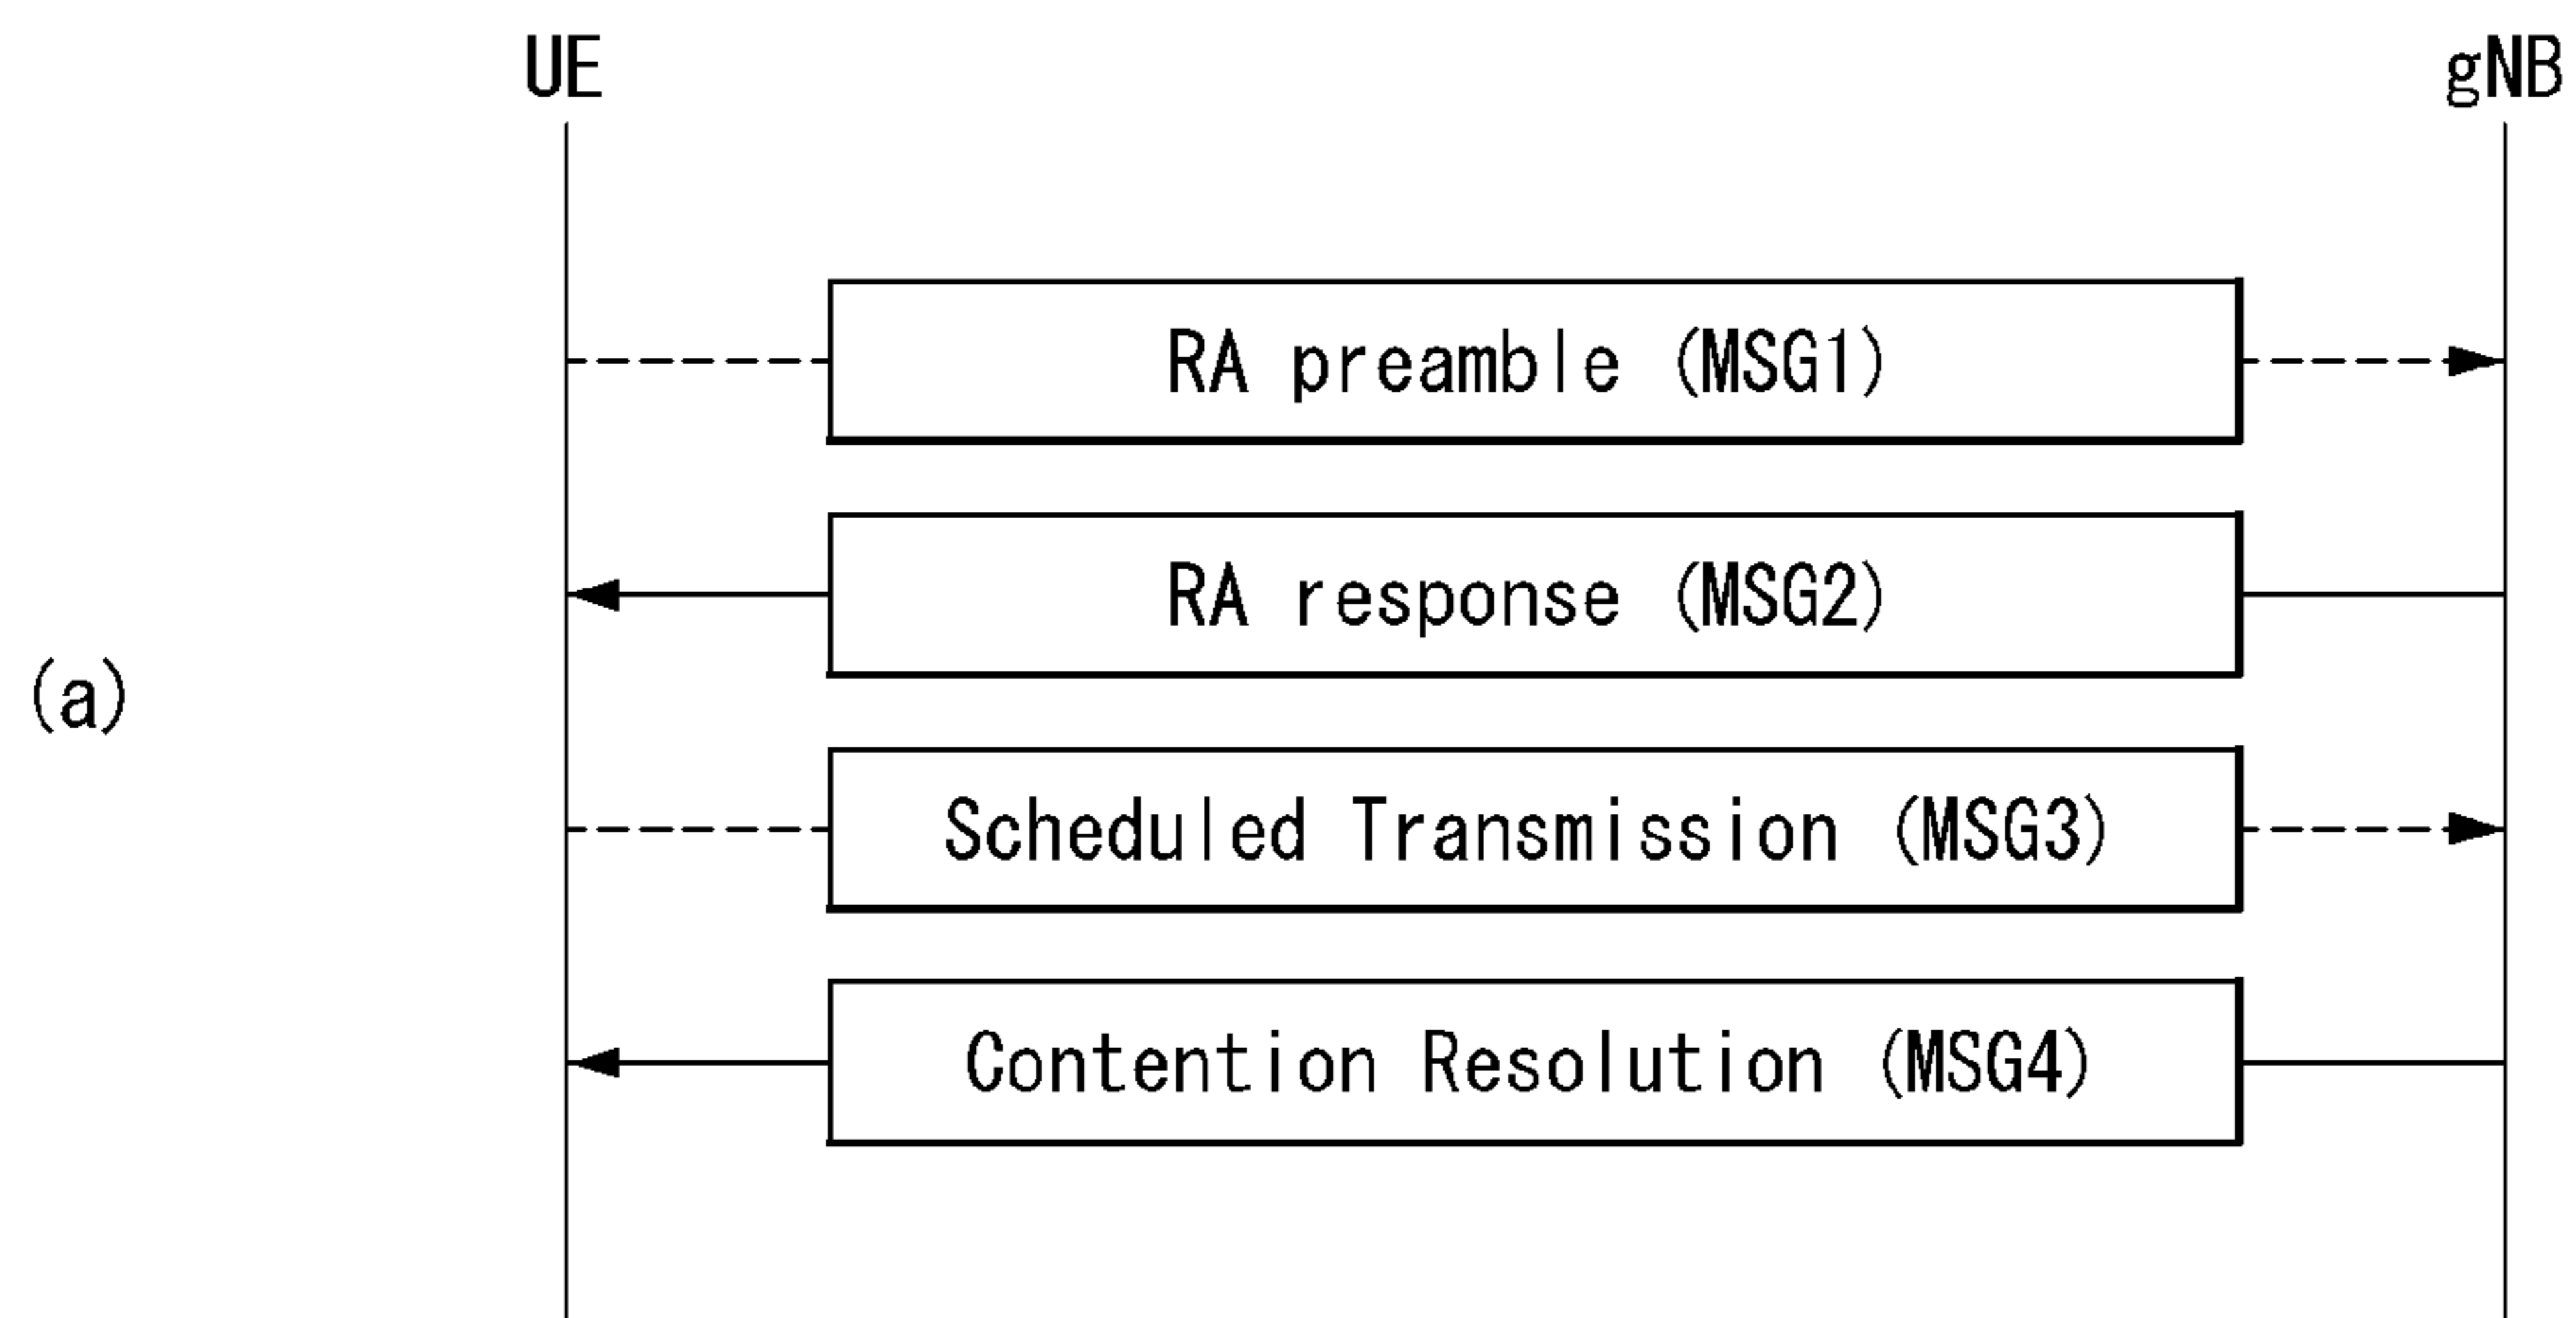 UE
gNB
RA preamble (MSG1)
RA response (MSG2)
(a)
Scheduled Transmission (MSG3)
Contention Resolution (MSG4)